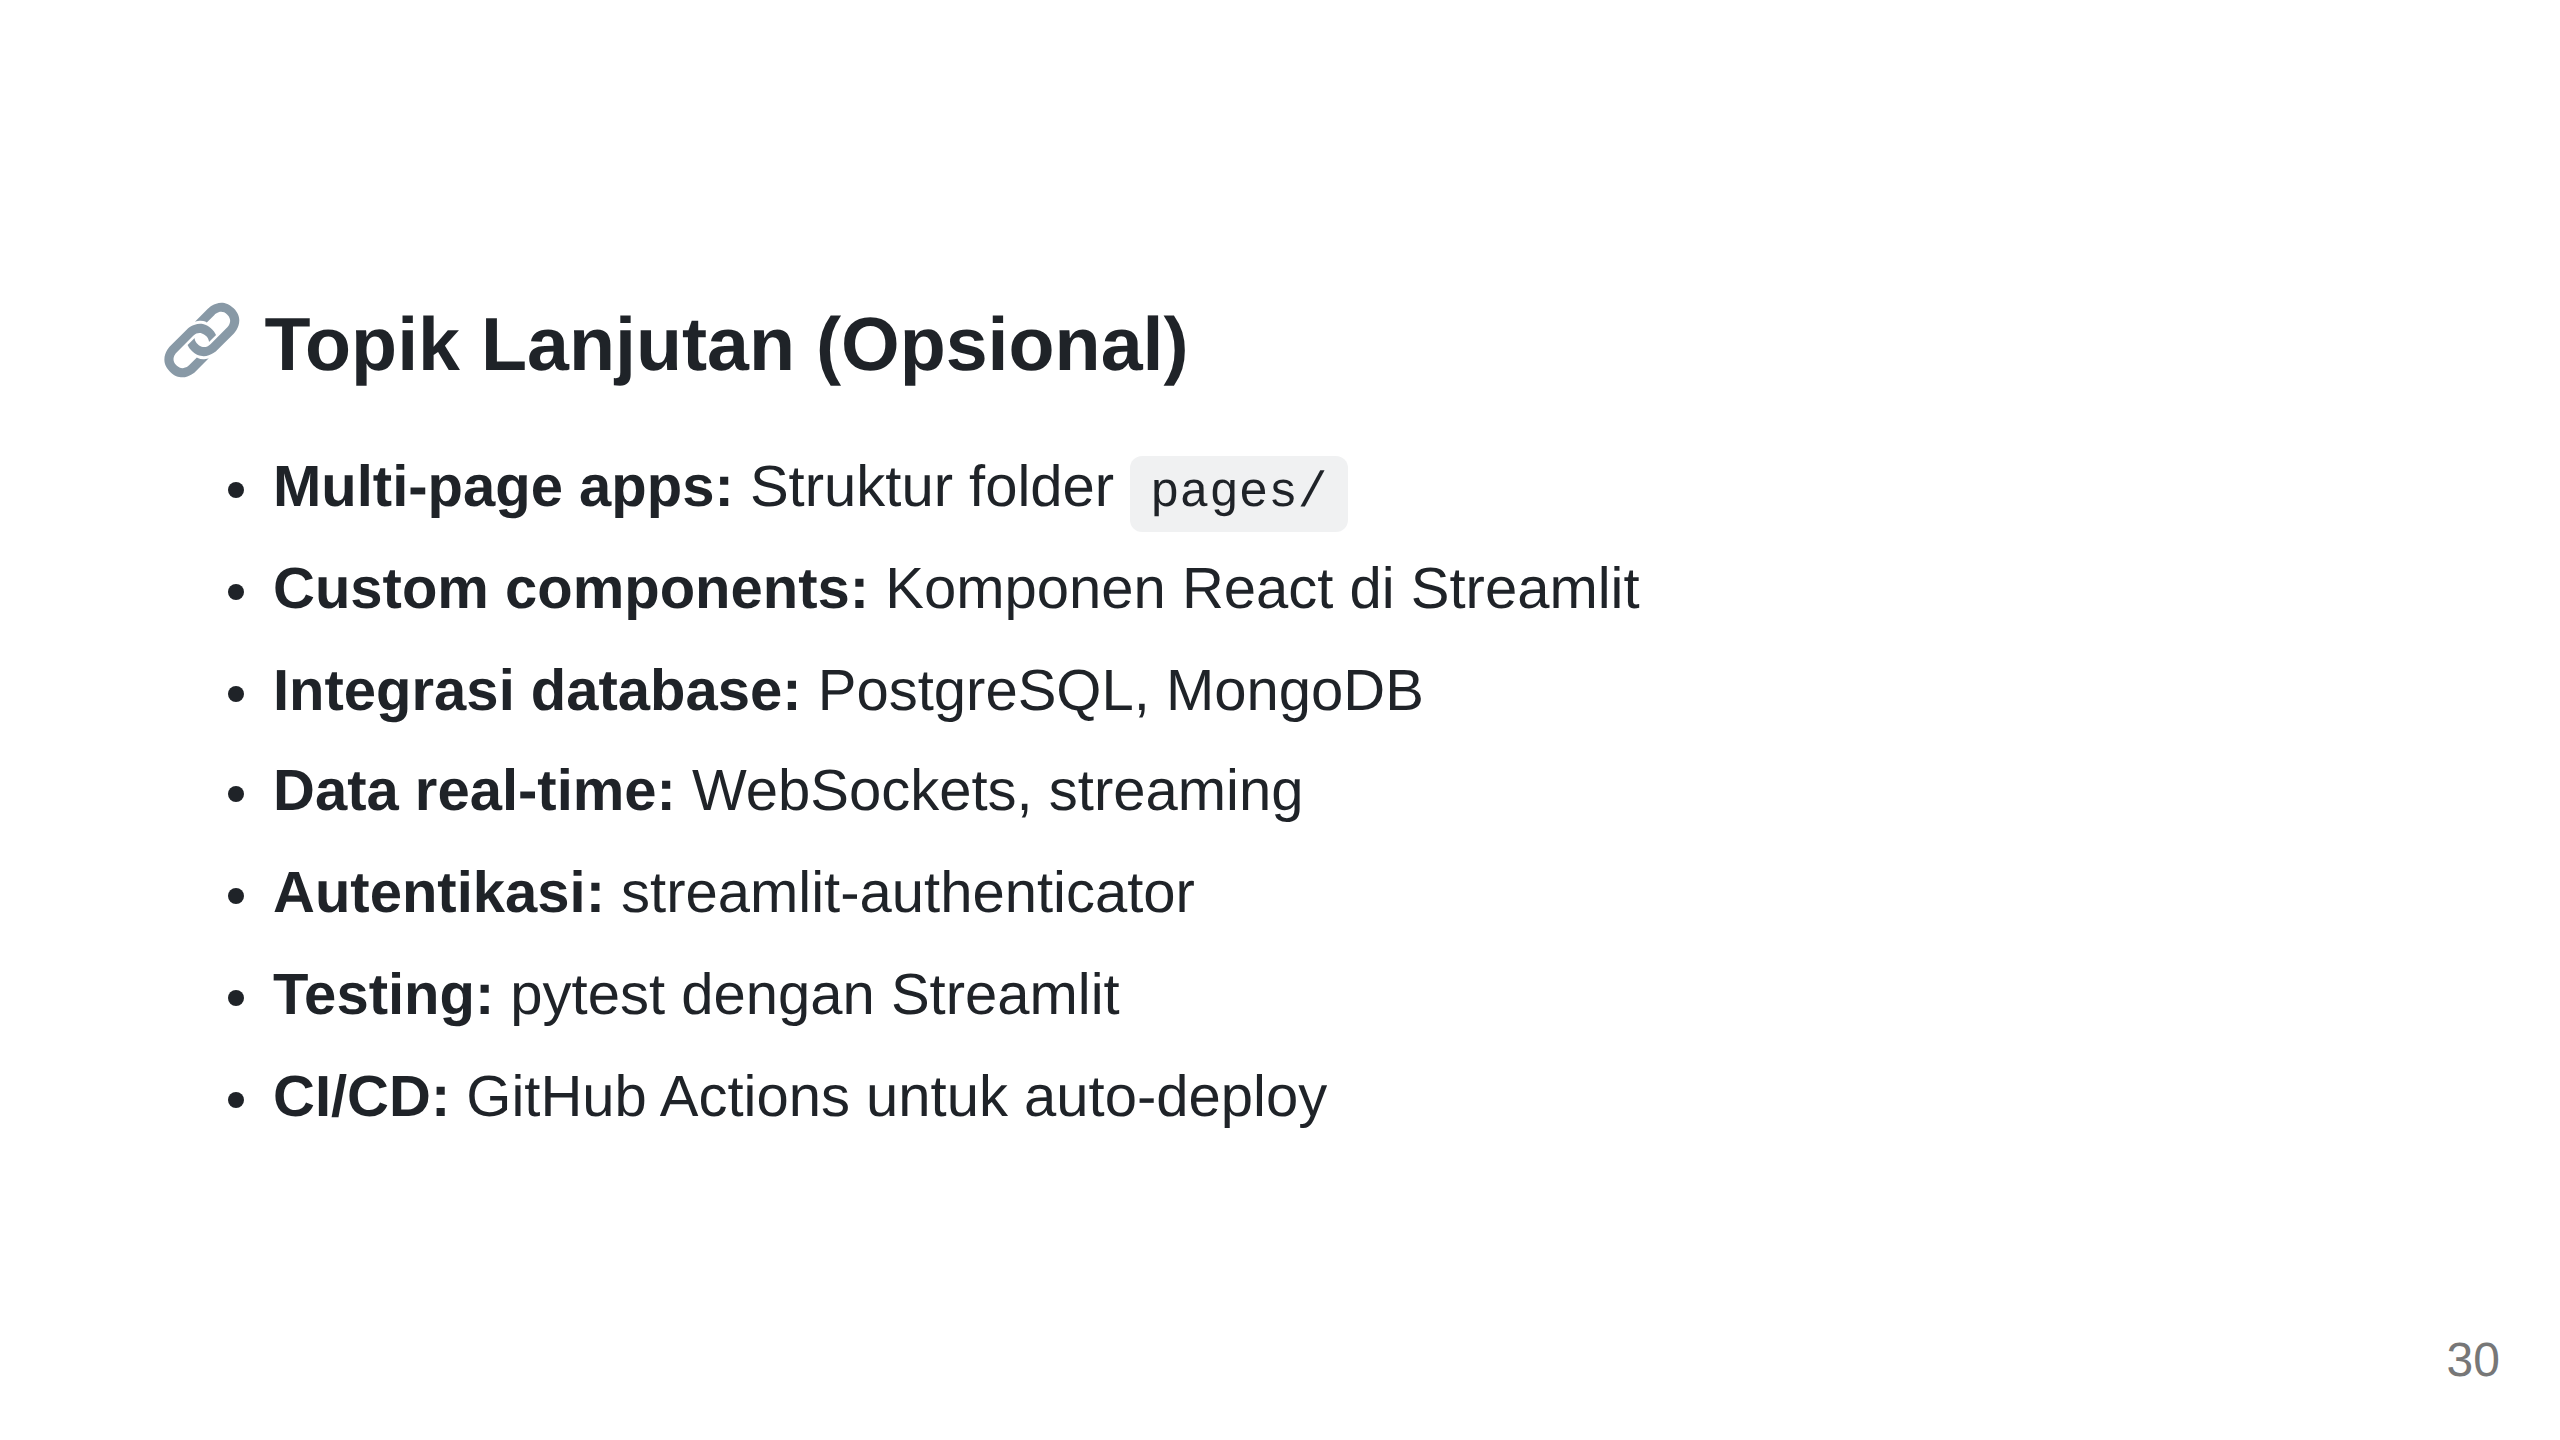 🔗 Topik Lanjutan (Opsional)
• Multi-page apps: Struktur folder pages/
• Custom components: Komponen React di Streamlit
• Integrasi database: PostgreSQL, MongoDB
• Data real-time: WebSockets, streaming
• Autentikasi: streamlit-authenticator
• Testing: pytest dengan Streamlit
• CI/CD: GitHub Actions untuk auto-deploy
30